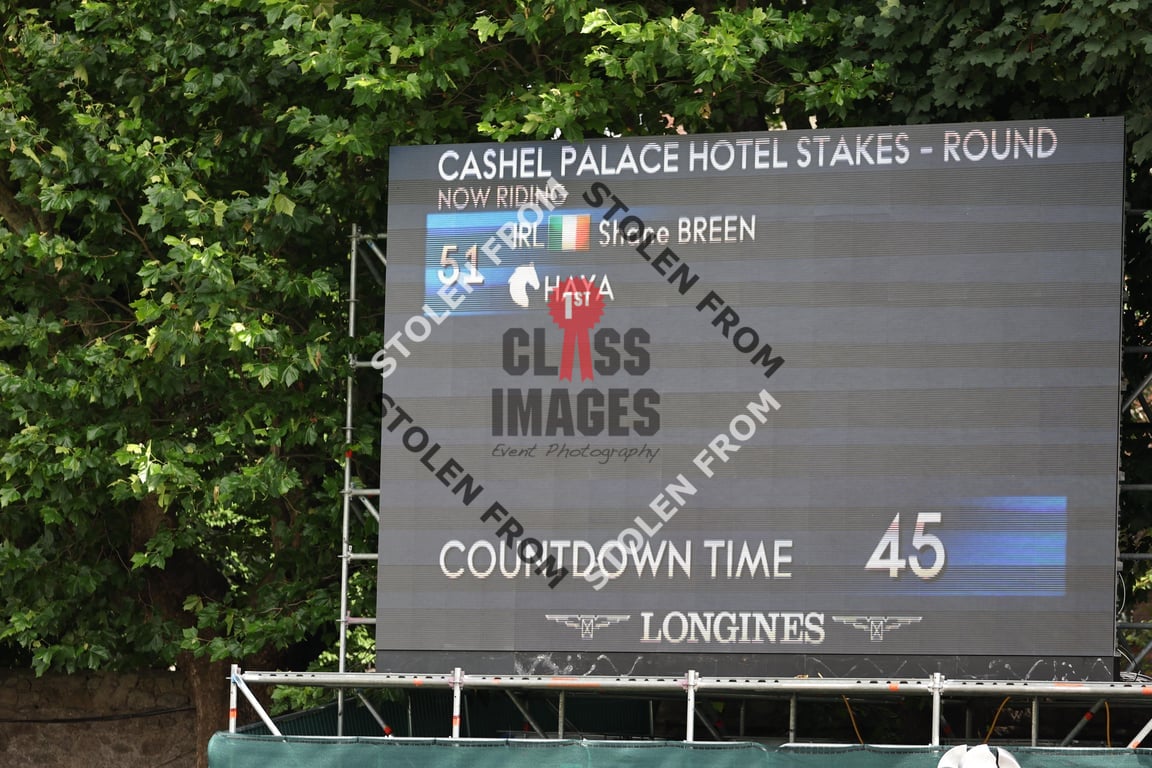 CASHEL PALACE HOTEL STAKES - ROUND
NOW RIDING
51 IRL Shane BREEN
HAYA
1ST
CLASS
IMAGES
Event Photography
STOLEN FROM
STOLEN FROM
STOLEN FROM
STOLEN FROM
COUNTDOWN TIME 45
LONGINES